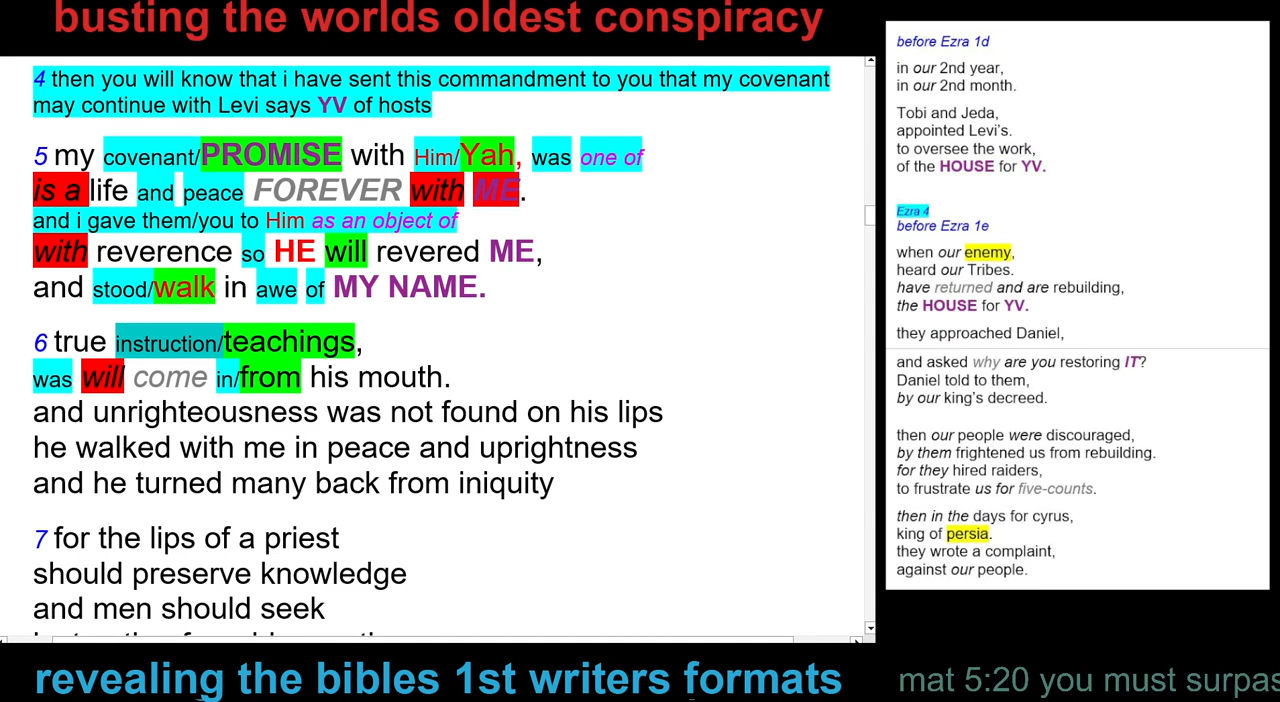 busting the worlds oldest conspiracy
4 then you will know that i have sent this commandment to you that my covenant
may continue with Levi says YV of hosts
5 my covenant/PROMISE with Him/Yah, was one of
is a life and peace FOREVER with ME.
and i gave them/you to Him as an object of
with reverence so HE will revered ME,
and stood/walk in awe of MY NAME.
6 true instruction/teachings,
was will come in/from his mouth.
and unrighteousness was not found on his lips
he walked with me in peace and uprightness
and he turned many back from iniquity
7 for the lips of a priest
should preserve knowledge
and men should seek
before Ezra 1d
in our 2nd year,
in our 2nd month.
Tobi and Jeda,
appointed Levi's.
to oversee the work,
of the HOUSE for YV.
Ezra 4
before Ezra 1e
when our enemy,
heard our Tribes.
have returned and are rebuilding,
the HOUSE for YV.
they approached Daniel,
and asked why are you restoring IT?
Daniel told to them,
by our king's decreed.
then our people were discouraged,
by them frightened us from rebuilding.
for they hired raiders,
to frustrate us for five-counts.
then in the days for cyrus,
king of persia.
they wrote a complaint,
against our people.
revealing the bibles 1st writers formats
mat 5:20 you must surpas